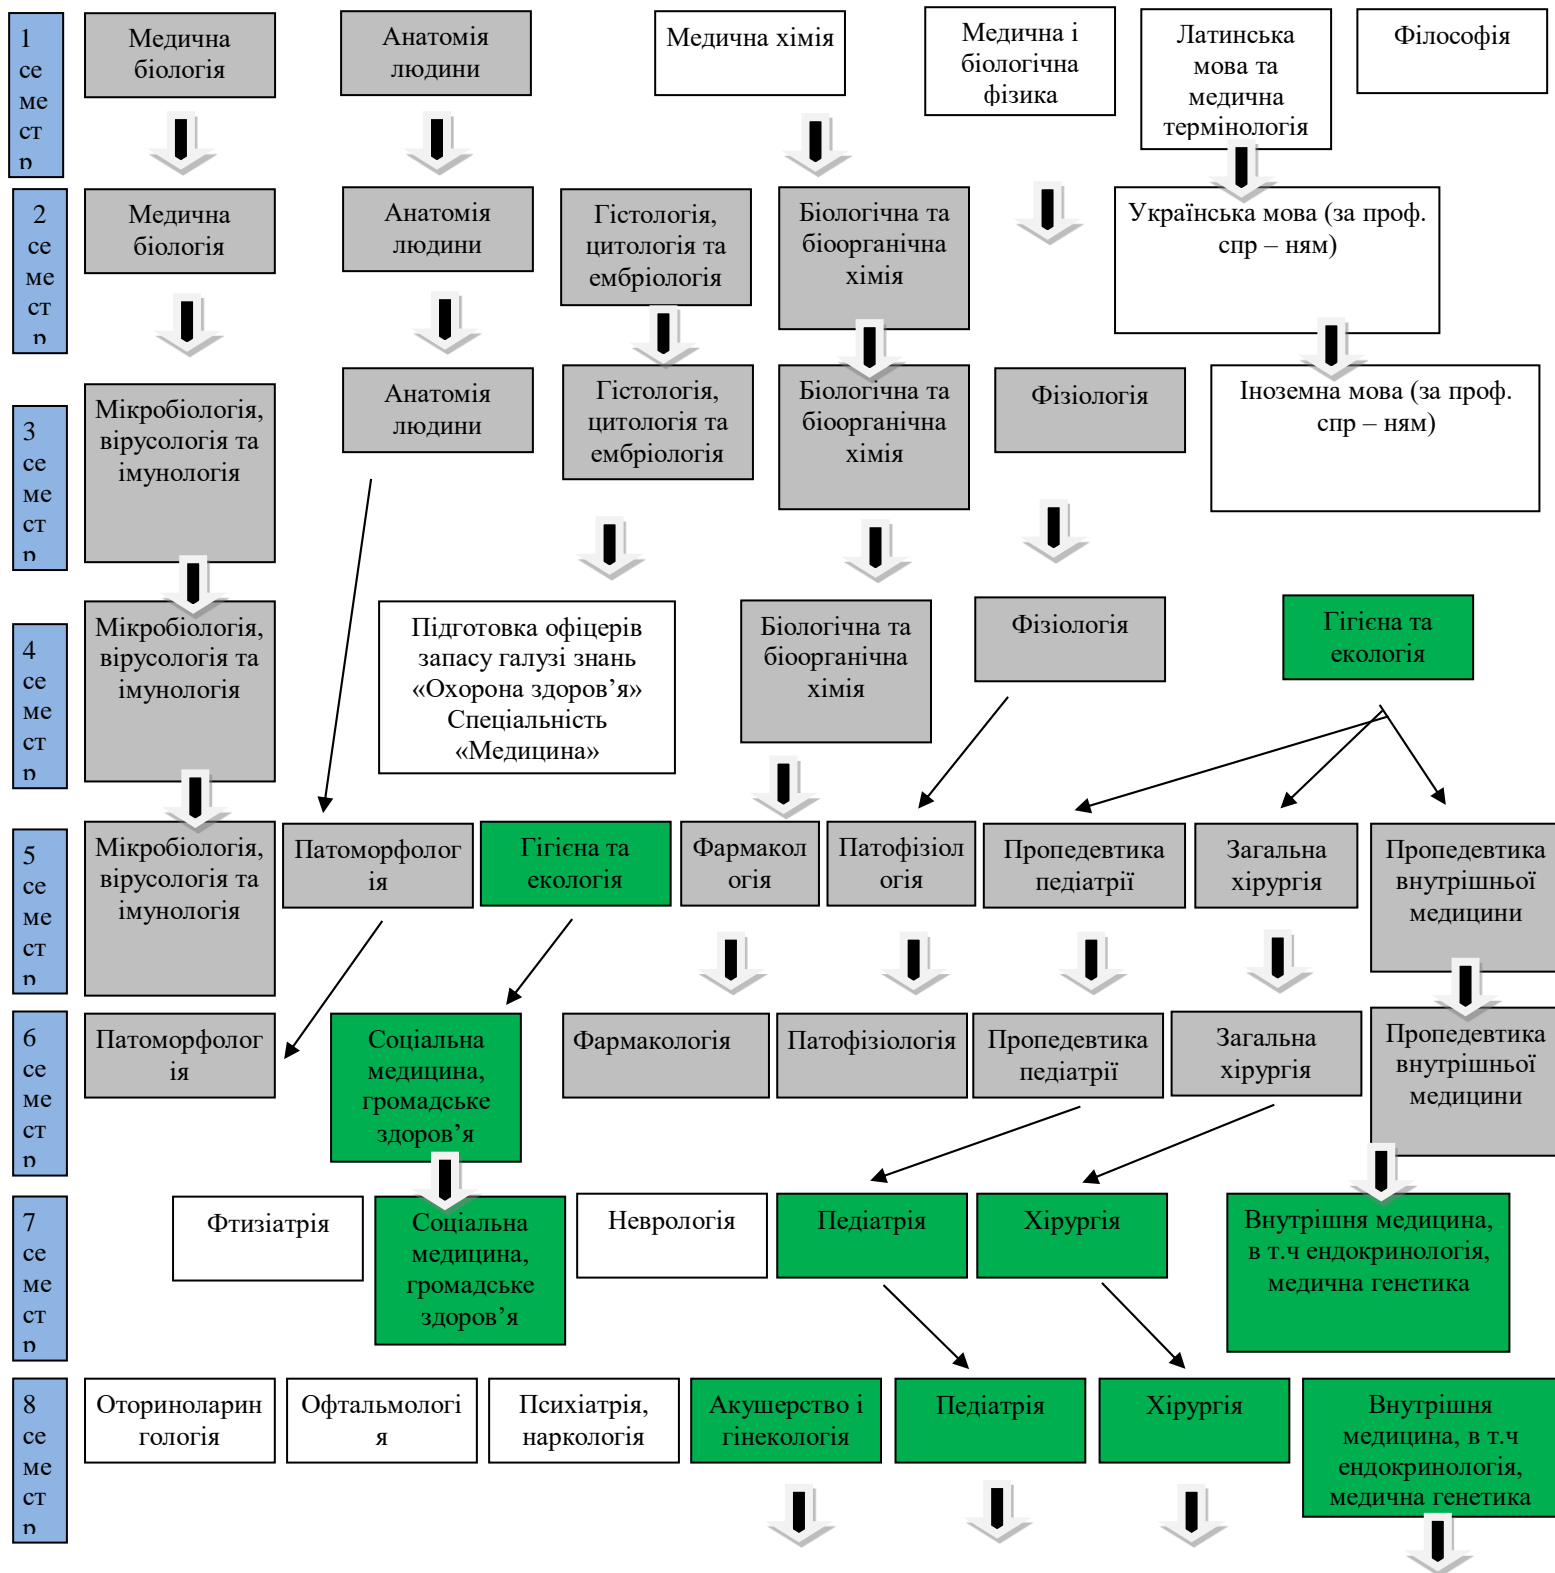 1
се
ме
ст
р
Медична
біологія
Анатомія
людини
Медична хімія
Медична і
біологічна
фізика
Латинська
мова та
медична
термінологія
Філософія
2
се
ме
ст
р
Медична
біологія
Анатомія
людини
Гістологія,
цитологія та
ембріологія
Біологічна та
біоорганічна
хімія
Українська мова (за проф.
спр – ням)
3
се
ме
ст
р
Мікробіологія,
вірусологія та
імунологія
Анатомія
людини
Гістологія,
цитологія та
ембріологія
Біологічна та
біоорганічна
хімія
Фізіологія
Іноземна мова (за проф.
спр – ням)
4
се
ме
ст
р
Мікробіологія,
вірусологія та
імунологія
Підготовка офіцерів
запасу галузі знань
«Охорона здоров’я»
Спеціальність
«Медицина»
Біологічна та
біоорганічна
хімія
Фізіологія
Гігієна та
екологія
5
се
ме
ст
р
Мікробіологія,
вірусологія та
імунологія
Патоморфолог
ія
Гігієна та
екологія
Фармакол
огія
Патофізіол
огія
Пропедевтика
педіатрії
Загальна
хірургія
Пропедевтика
внутрішньої
медицини
6
се
ме
ст
р
Патоморфолог
ія
Соціальна
медицина,
громадське
здоров’я
Фармакологія
Патофізіологія
Пропедевтика
педіатрії
Загальна
хірургія
Пропедевтика
внутрішньої
медицини
7
се
ме
ст
р
Фтизіатрія
Соціальна
медицина,
громадське
здоров’я
Неврологія
Педіатрія
Хірургія
Внутрішня медицина,
в т.ч ендокринологія,
медична генетика
8
се
ме
ст
р
Оториноларин
гологія
Офтальмологі
я
Психіатрія,
наркологія
Акушерство і
гінекологія
Педіатрія
Хірургія
Внутрішня
медицина, в т.ч
ендокринологія,
медична генетика